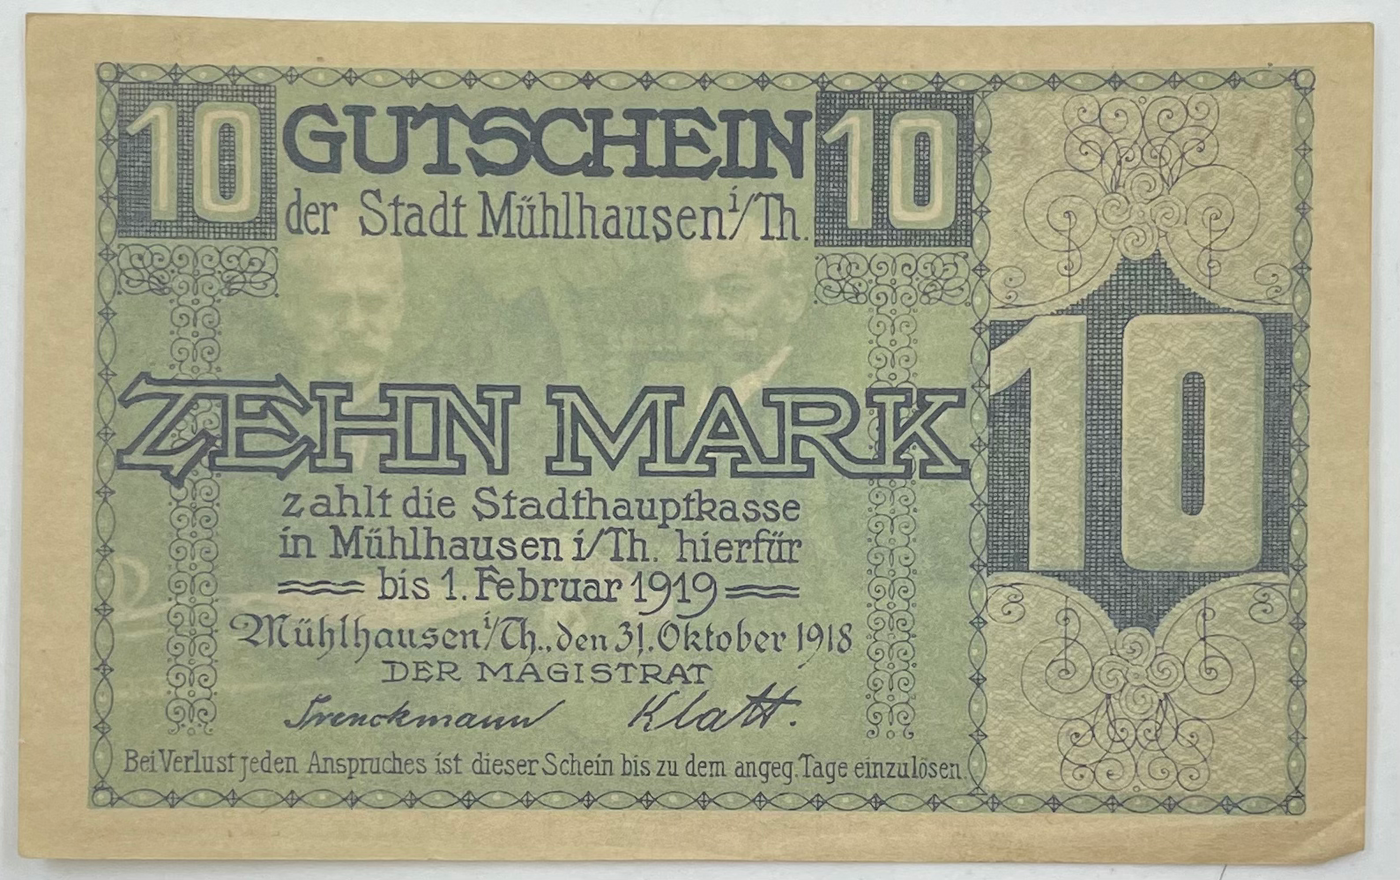 10 GUTSCHEIN 10
der Stadt Mühlhausen i/Th.
ZEHN MARK
10
zahlt die Stadthauptkasse
in Mühlhausen i/Th. hierfür
bis 1. Februar 1919
Mühlhausen i/Th., den 31. Oktober 1918
DER MAGISTRAT
Trenckmann Klatt.
Bei Verlust jeden Anspruches ist dieser Schein bis zu dem angeg. Tage einzulösen.